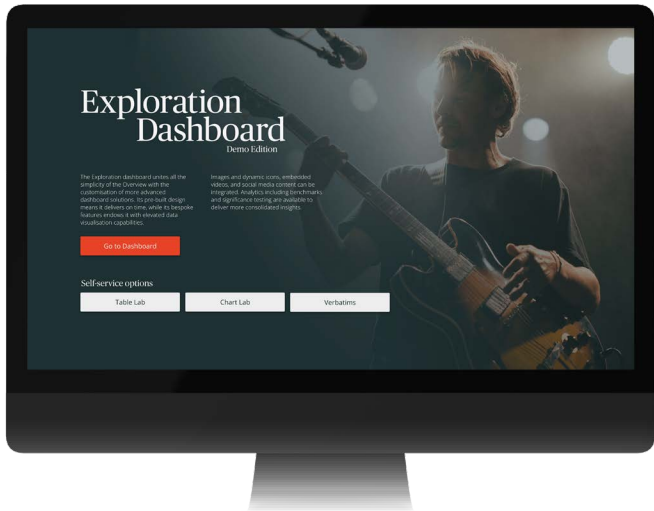 Exploration
Dashboard
Demo Edition
The Exploration dashboard unites all the
simplicity of the Overview with the
customisation of more advanced
dashboard solutions. Its pre-built design
means it delivers on time, while its bespoke
features endows it with elevated data
visualisation capabilities.
Images and dynamic icons, embedded
videos, and social media content can be
integrated. Analytics including benchmarks
and significance testing are available to
deliver more consolidated insights.
Go to Dashboard
Self-service options
Table Lab
Chart Lab
Verbatims